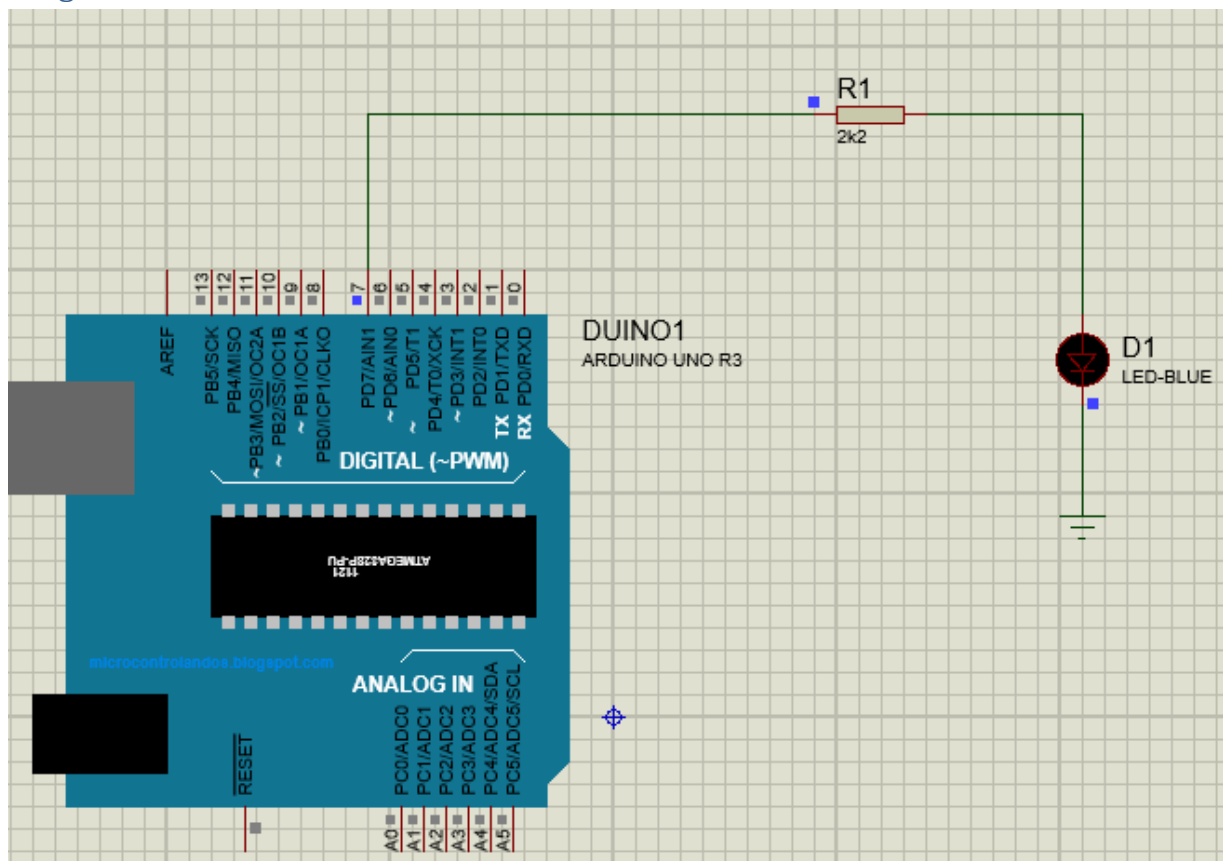 R1
2k2
13
12
11
10
9
8
7
6
5
4
3
2
1
0
AREF
PB5/SCK
PB4/MISO
~PB3/MOSI/OC2A
~ PB2/SS/OC1B
~ PB1/OC1A
PB0/ICP1/CLKO
PD7/AIN1
~PD6/AIN0
~ PD5/T1
PD4/T0/XCK
~PD3/INT1
PD2/INT0
TX PD1/TXD
RX PD0/RXD
DIGITAL (~PWM)
DUINO1
ARDUINO UNO R3
D1
LED-BLUE
1121
ATMEGA328P-PU
microcontrolandos.blogspot.com
ANALOG IN
RESET
PC0/ADC0
PC1/ADC1
PC2/ADC2
PC3/ADC3
PC4/ADC4/SDA
PC5/ADC5/SCL
A0
A1
A2
A3
A4
A5